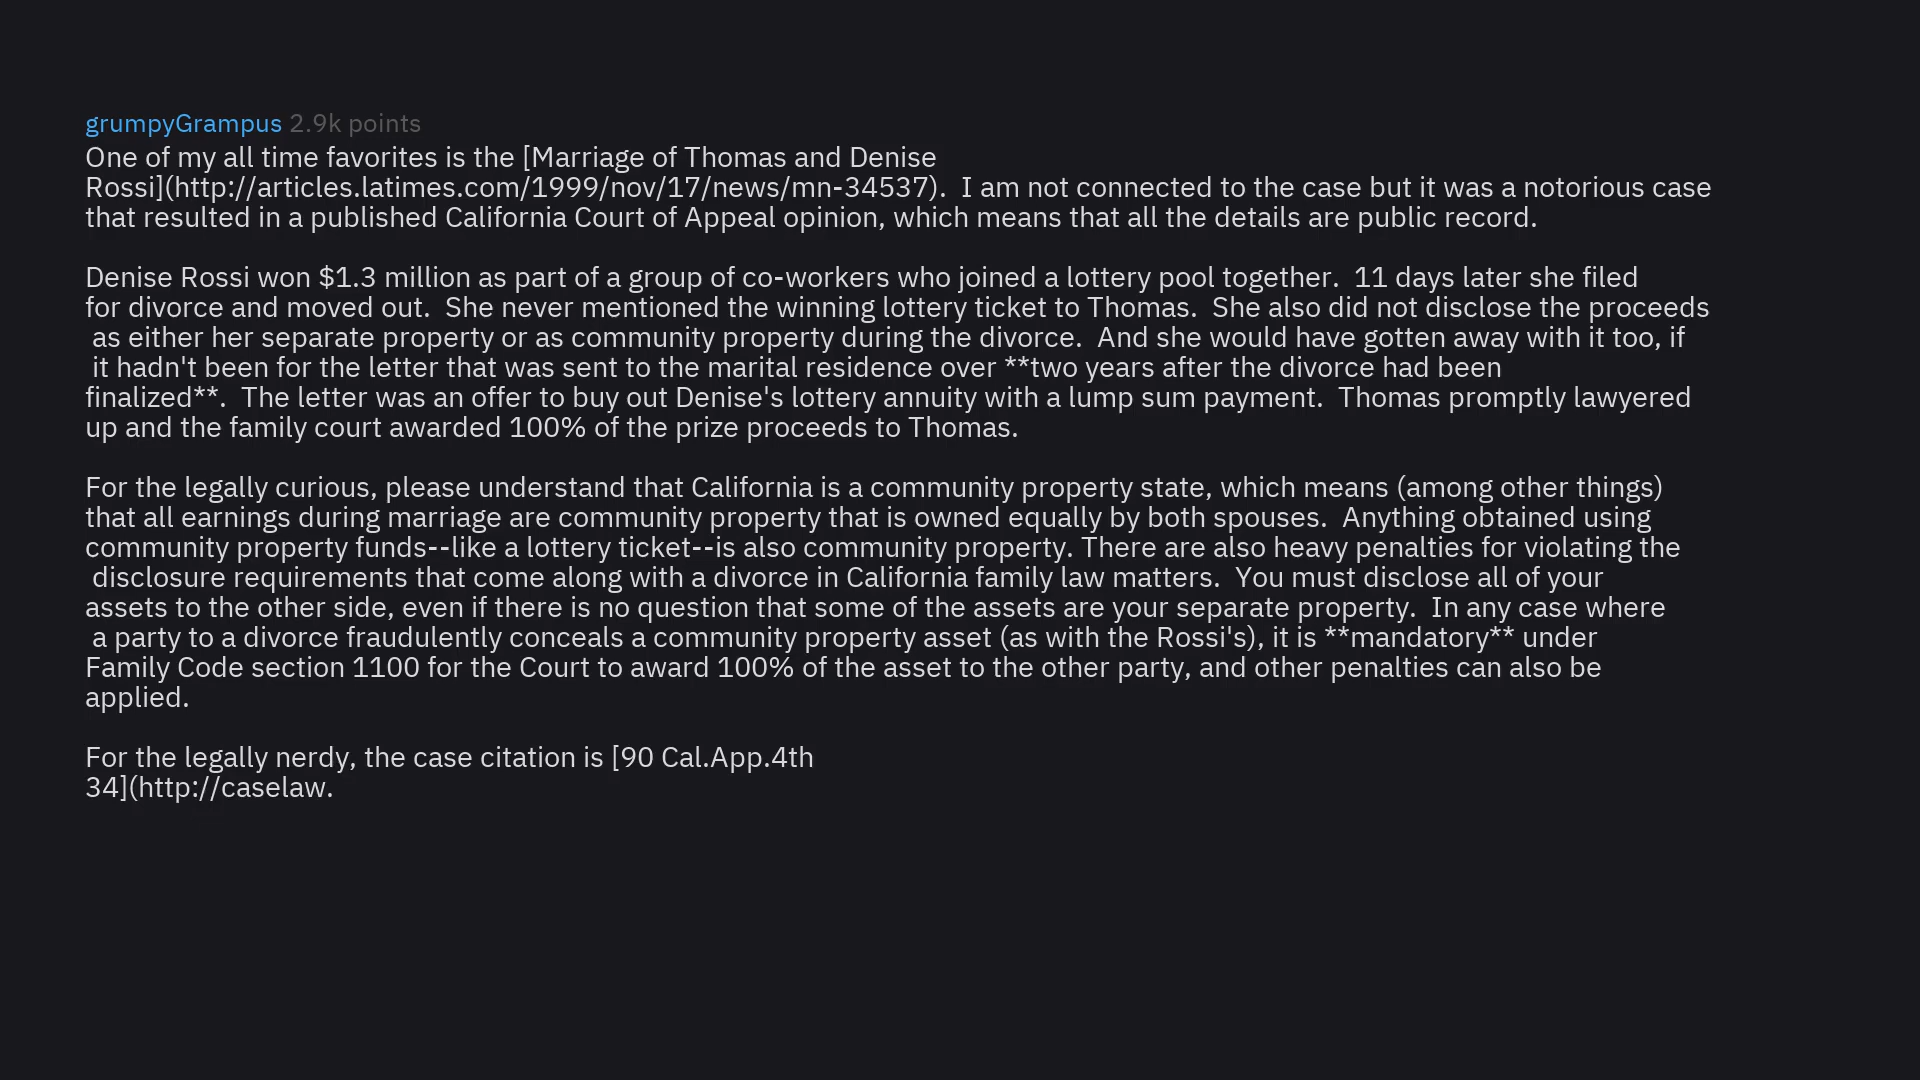 grumpyGrampus 2.9k points
One of my all time favorites is the [Marriage of Thomas and Denise
Rossi](http://articles.latimes.com/1999/nov/17/news/mn-34537).  I am not connected to the case but it was a notorious case
that resulted in a published California Court of Appeal opinion, which means that all the details are public record.

Denise Rossi won $1.3 million as part of a group of co-workers who joined a lottery pool together.  11 days later she filed
for divorce and moved out.  She never mentioned the winning lottery ticket to Thomas.  She also did not disclose the proceeds
as either her separate property or as community property during the divorce.  And she would have gotten away with it too, if
it hadn't been for the letter that was sent to the marital residence over **two years after the divorce had been
finalized**.  The letter was an offer to buy out Denise's lottery annuity with a lump sum payment.  Thomas promptly lawyered
up and the family court awarded 100% of the prize proceeds to Thomas.

For the legally curious, please understand that California is a community property state, which means (among other things)
that all earnings during marriage are community property that is owned equally by both spouses.  Anything obtained using
community property funds--like a lottery ticket--is also community property. There are also heavy penalties for violating the
disclosure requirements that come along with a divorce in California family law matters.  You must disclose all of your
assets to the other side, even if there is no question that some of the assets are your separate property.  In any case where
a party to a divorce fraudulently conceals a community property asset (as with the Rossi's), it is **mandatory** under
Family Code section 1100 for the Court to award 100% of the asset to the other party, and other penalties can also be
applied.

For the legally nerdy, the case citation is [90 Cal.App.4th
34](http://caselaw.